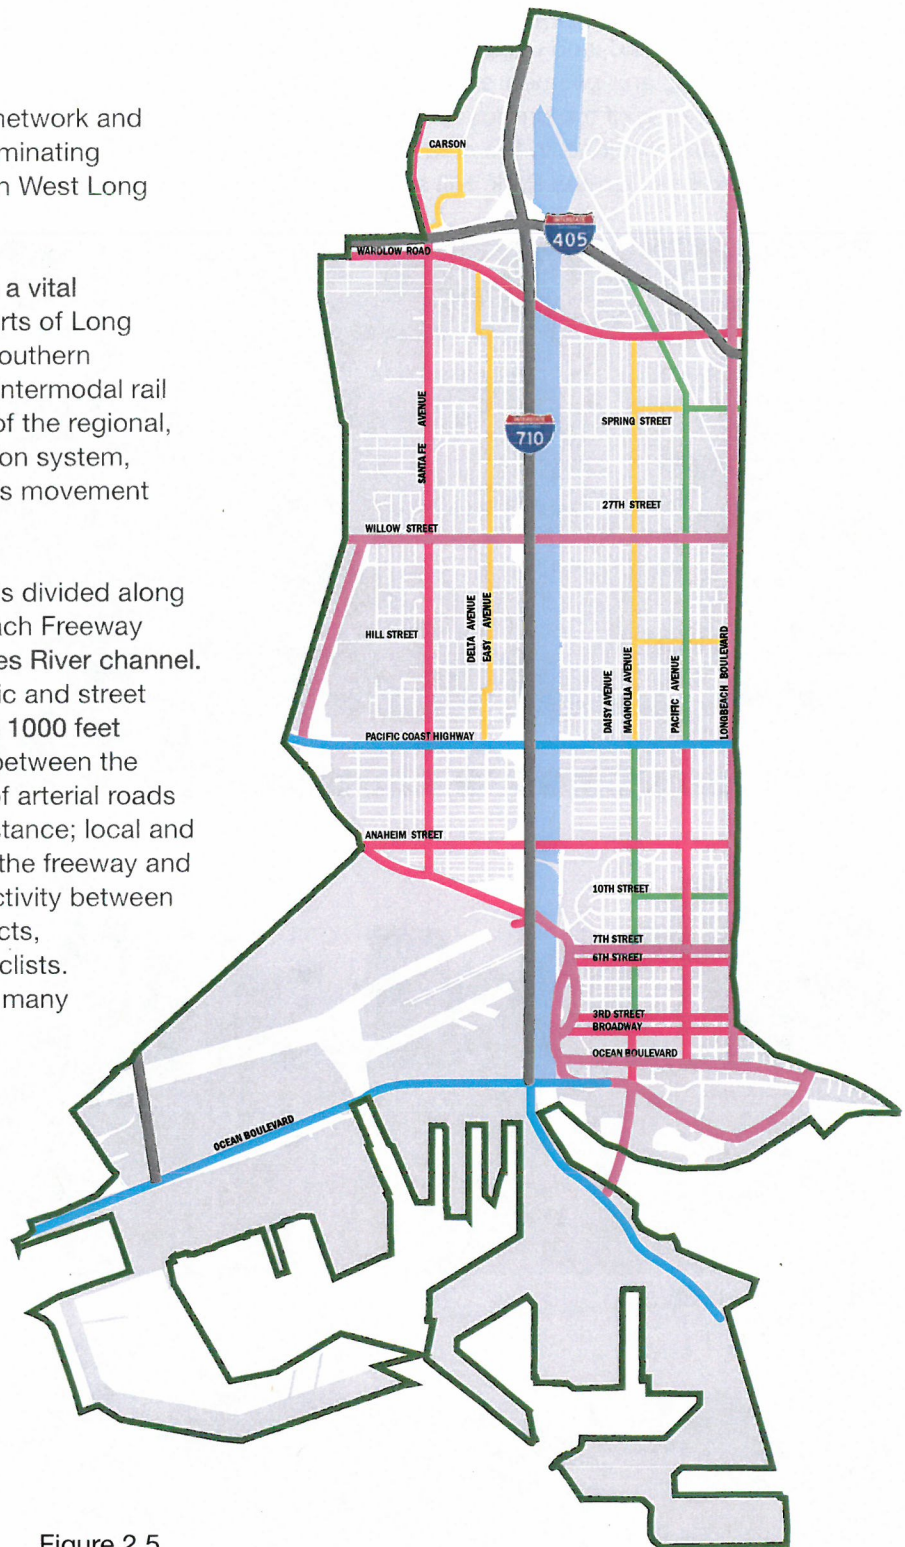 network and
minating
n West Long
a vital
rts of Long
outhern
ntermodal rail
of the regional,
on system,
s movement
s divided along
ach Freeway
es River channel.
ic and street
1000 feet
between the
of arterial roads
stance; local and
the freeway and
ctivity between
cts,
clists.
many
CARSON
INTERSTATE
405
WARDLOW ROAD
SANTA FE AVENUE
INTERSTATE
710
SPRING STREET
27TH STREET
WILLOW STREET
HILL STREET
DELTA AVENUE
EASY AVENUE
DAISY AVENUE
MAGNOLIA AVENUE
PACIFIC AVENUE
LONGBEACH BOULEVARD
PACIFIC COAST HIGHWAY
ANAHEIM STREET
10TH STREET
7TH STREET
6TH STREET
3RD STREET
BROADWAY
OCEAN BOULEVARD
OCEAN BOULEVARD
Figure 2.5